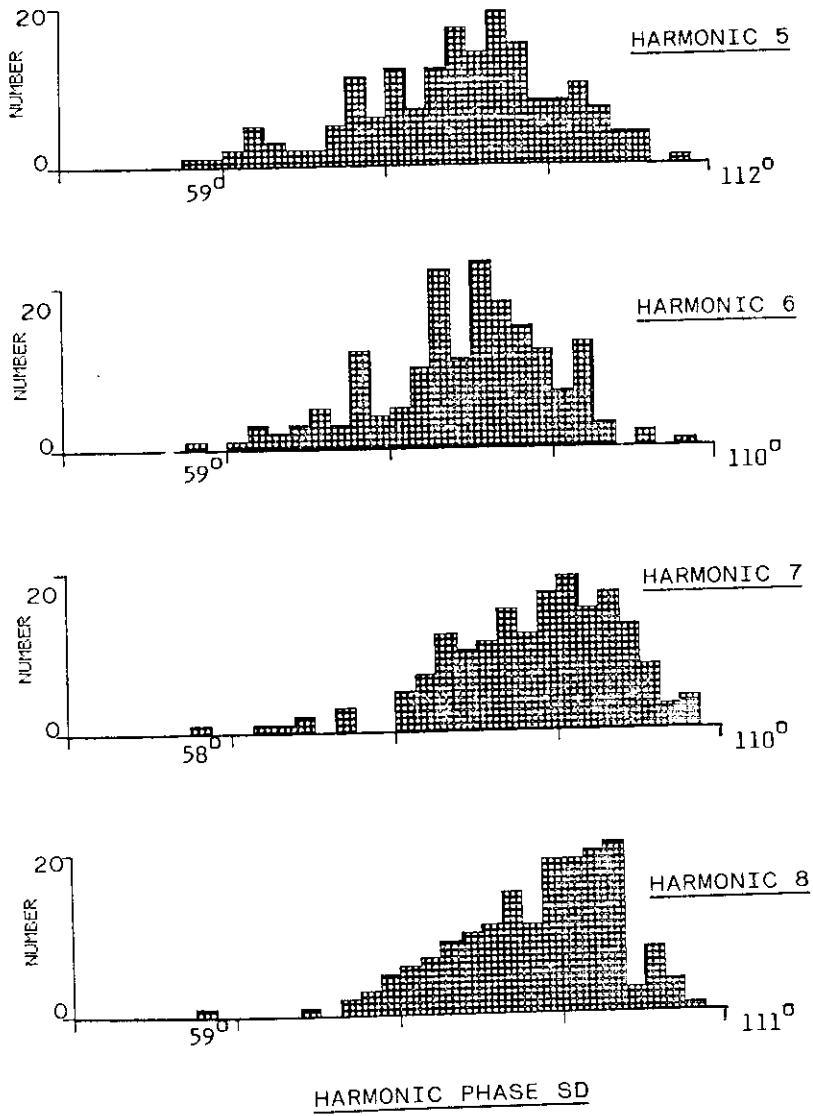 20
HARMONIC 5
NUMBER
0
59°
112°
20
HARMONIC 6
NUMBER
0
59°
110°
20
HARMONIC 7
NUMBER
0
58°
110°
20
HARMONIC 8
NUMBER
0
59°
111°
HARMONIC PHASE SD